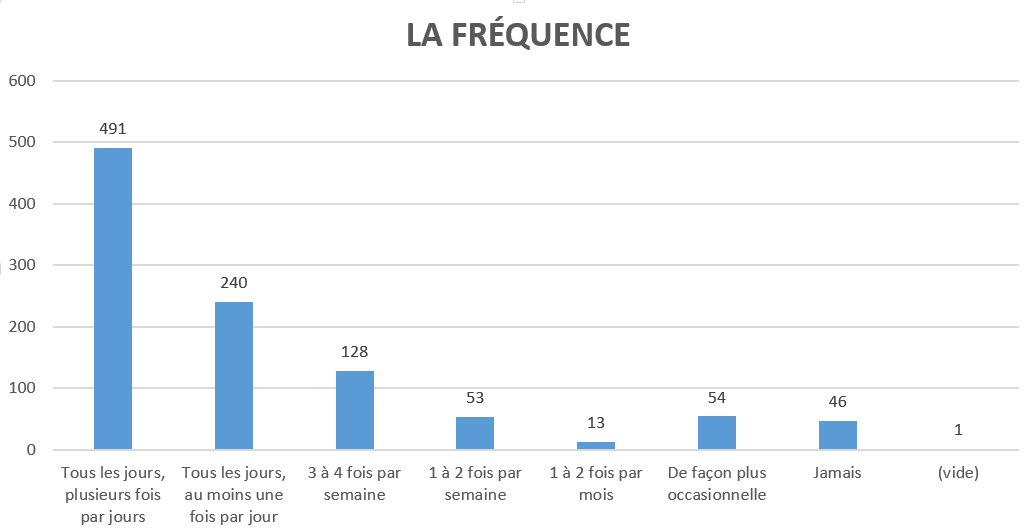 LA FRÉQUENCE
600
500
400
300
200
100
0
491
240
128
53
13
54
46
1
Tous les jours,
plusieurs fois
par jours
Tous les jours,
au moins une
fois par jour
3 à 4 fois par
semaine
1 à 2 fois par
semaine
1 à 2 fois par
mois
De façon plus
occasionnelle
Jamais
(vide)